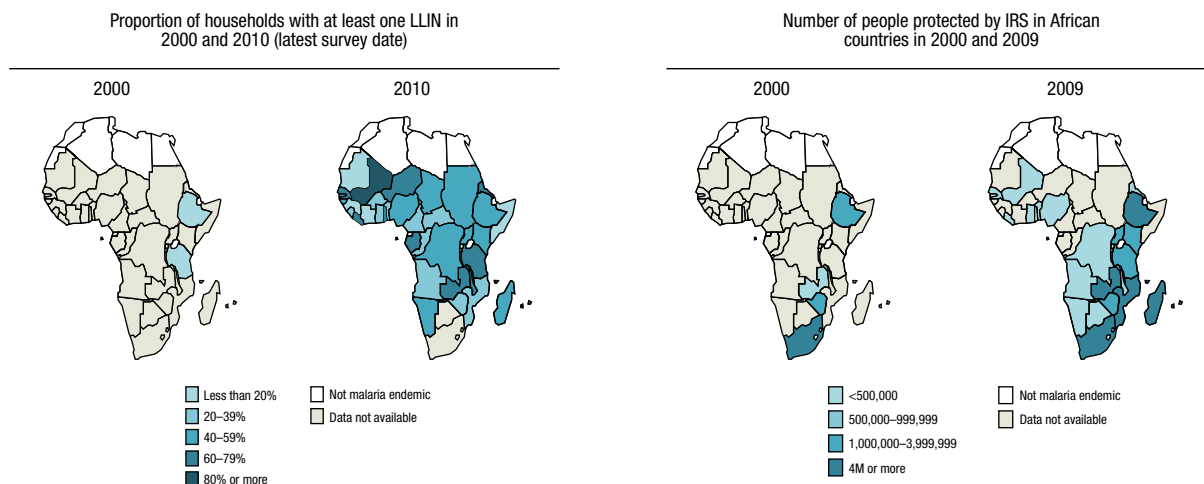 Proportion of households with at least one LLIN in
2000 and 2010 (latest survey date)
2000
2010
Less than 20%
20–39%
40–59%
60–79%
80% or more
Not malaria endemic
Data not available
Number of people protected by IRS in African
countries in 2000 and 2009
2000
2009
<500,000
500,000–999,999
1,000,000–3,999,999
4M or more
Not malaria endemic
Data not available